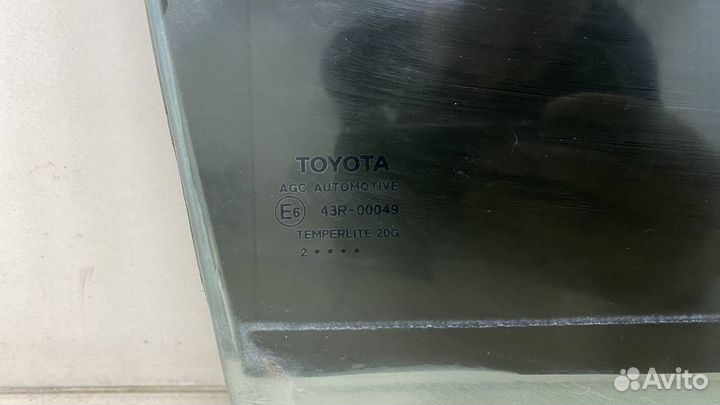 TOYOTA
AGC AUTOMOTIVE
E6 43R-00049
TEMPERLITE 20G
2 • • • •
Avito